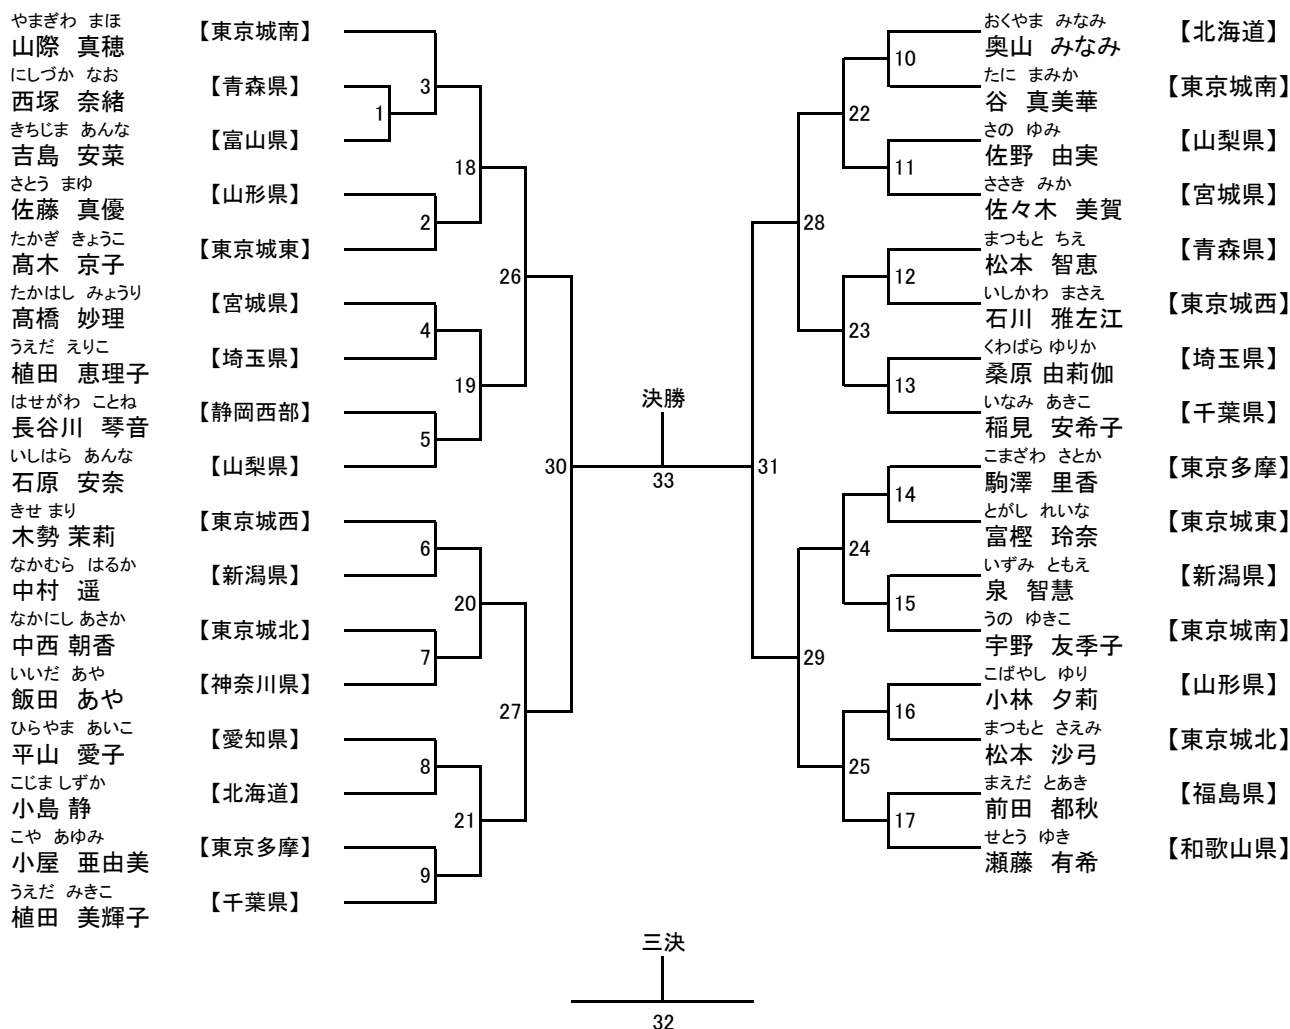 やまぎわ まほ
山際 真穂 【東京城南】
にしづか なお
西塚 奈緒 【青森県】
きちじま あんな
吉島 安菜 【富山県】
さとう まゆ
佐藤 真優 【山形県】
たかぎ きょうこ
髙木 京子 【東京城東】
たかはし みょうり
髙橋 妙理 【宮城県】
うえだ えりこ
植田 恵理子 【埼玉県】
はせがわ ことね
長谷川 琴音 【静岡西部】
いしはら あんな
石原 安奈 【山梨県】
きせ まり
木勢 茉莉 【東京城西】
なかむら はるか
中村 遥 【新潟県】
なかにし あさか
中西 朝香 【東京城北】
いいだ あや
飯田 あや 【神奈川県】
ひらやま あいこ
平山 愛子 【愛知県】
こじま しずか
小島 静 【北海道】
こや あゆみ
小屋 亜由美 【東京多摩】
うえだ みきこ
植田 美輝子 【千葉県】
1
2
3
4
5
6
7
8
9
18
19
20
21
26
27
30
決勝
33
31
28
29
22
23
24
25
10
11
12
13
14
15
16
17
おくやま みなみ
奥山 みなみ 【北海道】
たに まみか
谷 真美華 【東京城南】
さの ゆみ
佐野 由実 【山梨県】
ささき みか
佐々木 美賀 【宮城県】
まつもと ちえ
松本 智恵 【青森県】
いしかわ まさえ
石川 雅左江 【東京城西】
くわばら ゆりか
桑原 由莉伽 【埼玉県】
いなみ あきこ
稲見 安希子 【千葉県】
こまざわ さとか
駒澤 里香 【東京多摩】
とがし れいな
富樫 玲奈 【東京城東】
いずみ ともえ
泉 智慧 【新潟県】
うの ゆきこ
宇野 友季子 【東京城南】
こばやし ゆり
小林 夕莉 【山形県】
まつもと さえみ
松本 沙弓 【東京城北】
まえだ とあき
前田 都秋 【福島県】
せとう ゆき
瀬藤 有希 【和歌山県】
三決
32